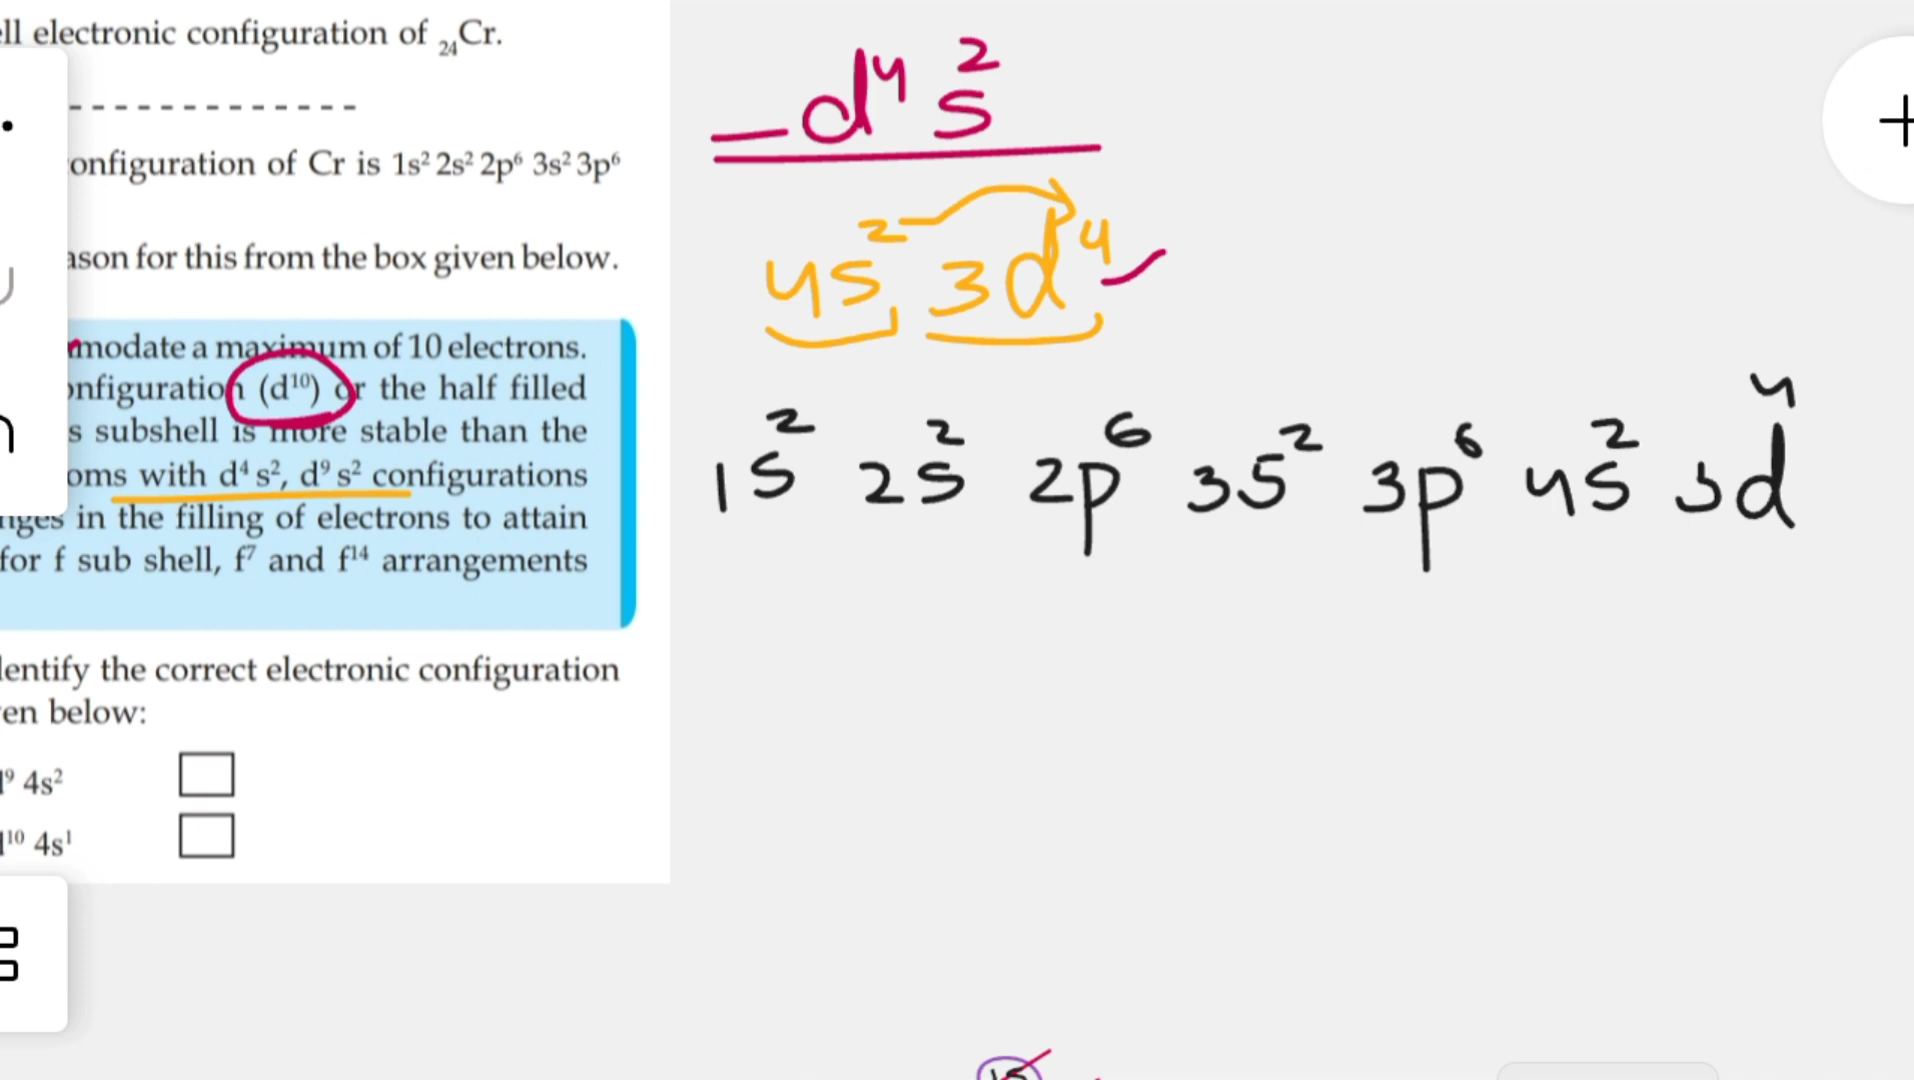 ll electronic configuration of ₂₄Cr.
onfiguration of Cr is 1s² 2s² 2p⁶ 3s² 3p⁶
ason for this from the box given below.
modate a maximum of 10 electrons.
onfiguration (d¹⁰) or the half filled
s subshell is more stable than the
oms with d⁴ s², d⁹ s² configurations
nges in the filling of electrons to attain
for f sub shell, f⁷ and f¹⁴ arrangements
dentify the correct electronic configuration
en below:
d⁹ 4s²
d¹⁰ 4s¹
d⁴ s²
4s² 3d⁴
1s² 2s² 2p⁶ 3s² 3p⁶ 4s² 3d⁴